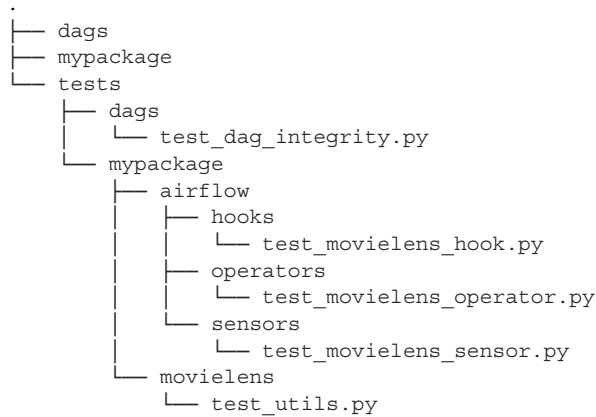 .
├── dags
├── mypackage
└── tests
    ├── dags
    │   └── test_dag_integrity.py
    └── mypackage
        ├── airflow
        │   ├── hooks
        │   │   └── test_movielens_hook.py
        │   ├── operators
        │   │   └── test_movielens_operator.py
        │   └── sensors
        │       └── test_movielens_sensor.py
        └── movielens
            └── test_utils.py